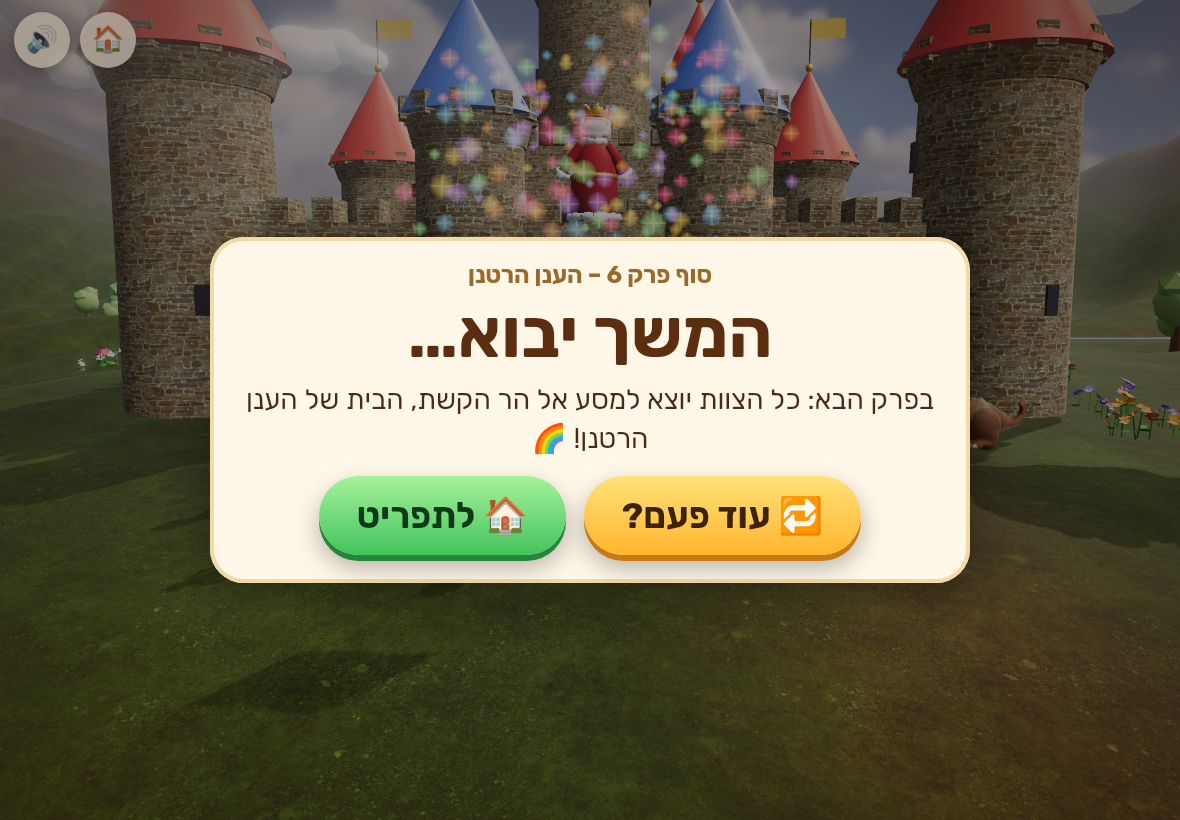 סוף פרק 6 – הענן הרטנן
המשך יבוא...
בפרק הבא: כל הצוות יוצא למסע אל הר הקשת, הבית של הענן
הרטנן! 🌈
🔁 עוד פעם?
🏠 לתפריט